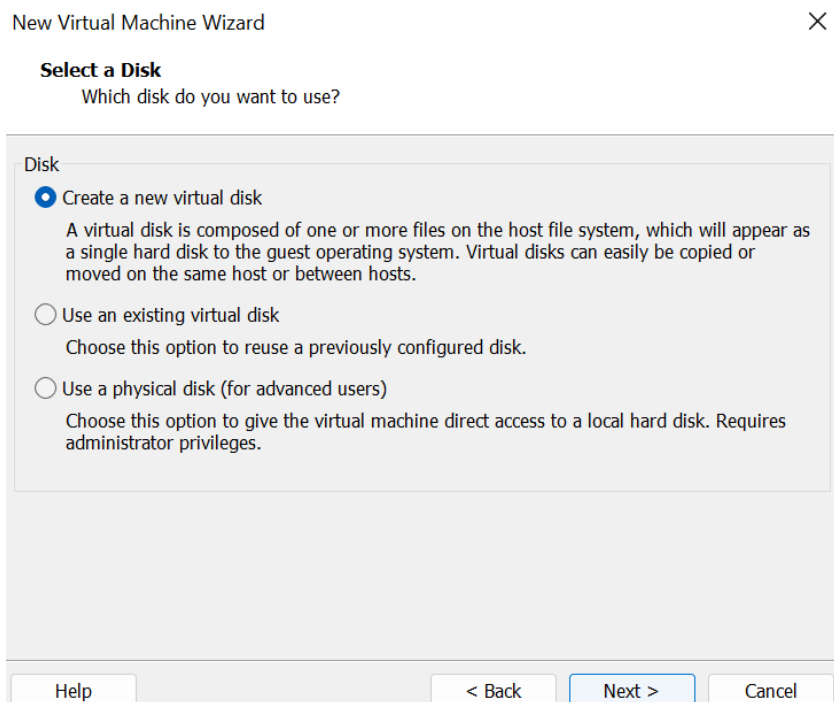 New Virtual Machine Wizard
Select a Disk
Which disk do you want to use?
Disk
Create a new virtual disk
A virtual disk is composed of one or more files on the host file system, which will appear as
a single hard disk to the guest operating system. Virtual disks can easily be copied or
moved on the same host or between hosts.
Use an existing virtual disk
Choose this option to reuse a previously configured disk.
Use a physical disk (for advanced users)
Choose this option to give the virtual machine direct access to a local hard disk. Requires
administrator privileges.
Help < Back Next > Cancel